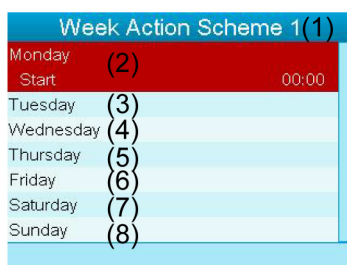 Week Action Scheme 1(1)
Monday (2)
Start 00:00
Tuesday (3)
Wednesday (4)
Thursday (5)
Friday (6)
Saturday (7)
Sunday (8)